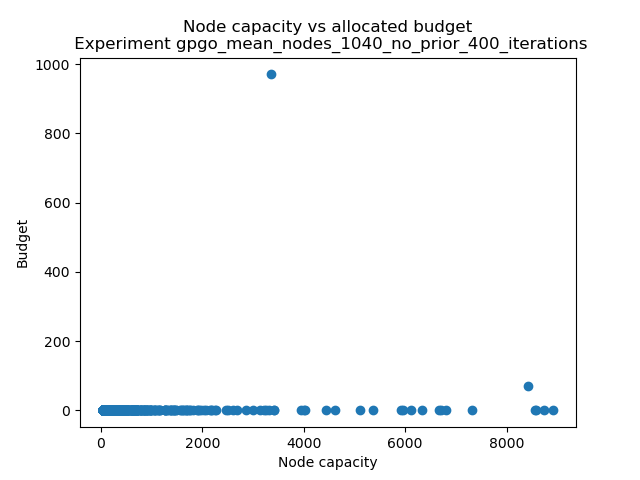 Node capacity vs allocated budget
Experiment gpgo_mean_nodes_1040_no_prior_400_iterations
1000
800
600
400
200
0
Budget
0 2000 4000 6000 8000
Node capacity